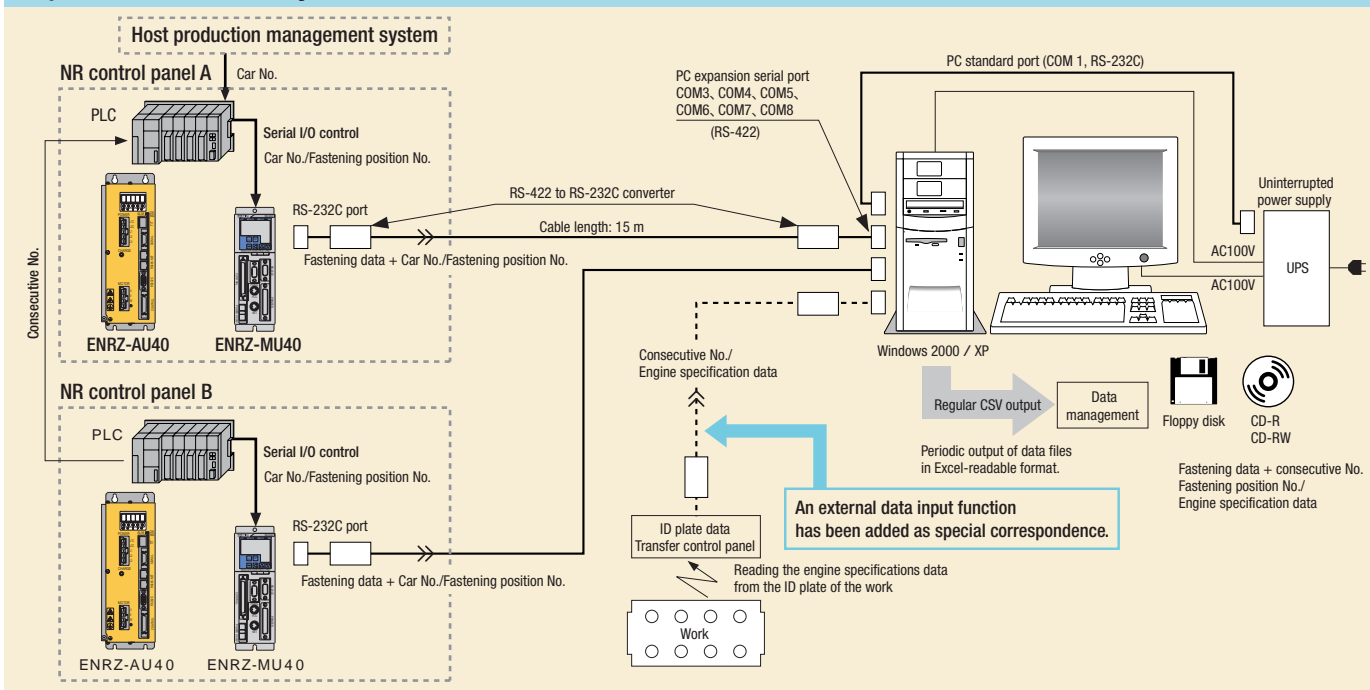 Host production management system
NR control panel A
Car No.
PLC
Serial I/O control
Car No./Fastening position No.
RS-232C port
Fastening data + Car No./Fastening position No.
ENRZ-AU40
ENRZ-MU40
Consecutive No.
RS-422 to RS-232C converter
Cable length: 15 m
PC expansion serial port
COM3、COM4、COM5、
COM6、COM7、COM8
(RS-422)
PC standard port (COM 1, RS-232C)
Uninterrupted
power supply
AC100V
AC100V
UPS
Windows 2000 / XP
NR control panel B
PLC
Serial I/O control
Car No./Fastening position No.
RS-232C port
Fastening data + Car No./Fastening position No.
ENRZ-AU40
ENRZ-MU40
Consecutive No./
Engine specification data
Regular CSV output
Data
management
Periodic output of data files
in Excel-readable format.
Floppy disk
CD-R
CD-RW
Fastening data + consecutive No.
Fastening position No./
Engine specification data
An external data input function
has been added as special correspondence.
ID plate data
Transfer control panel
Reading the engine specifications data
from the ID plate of the work
Work